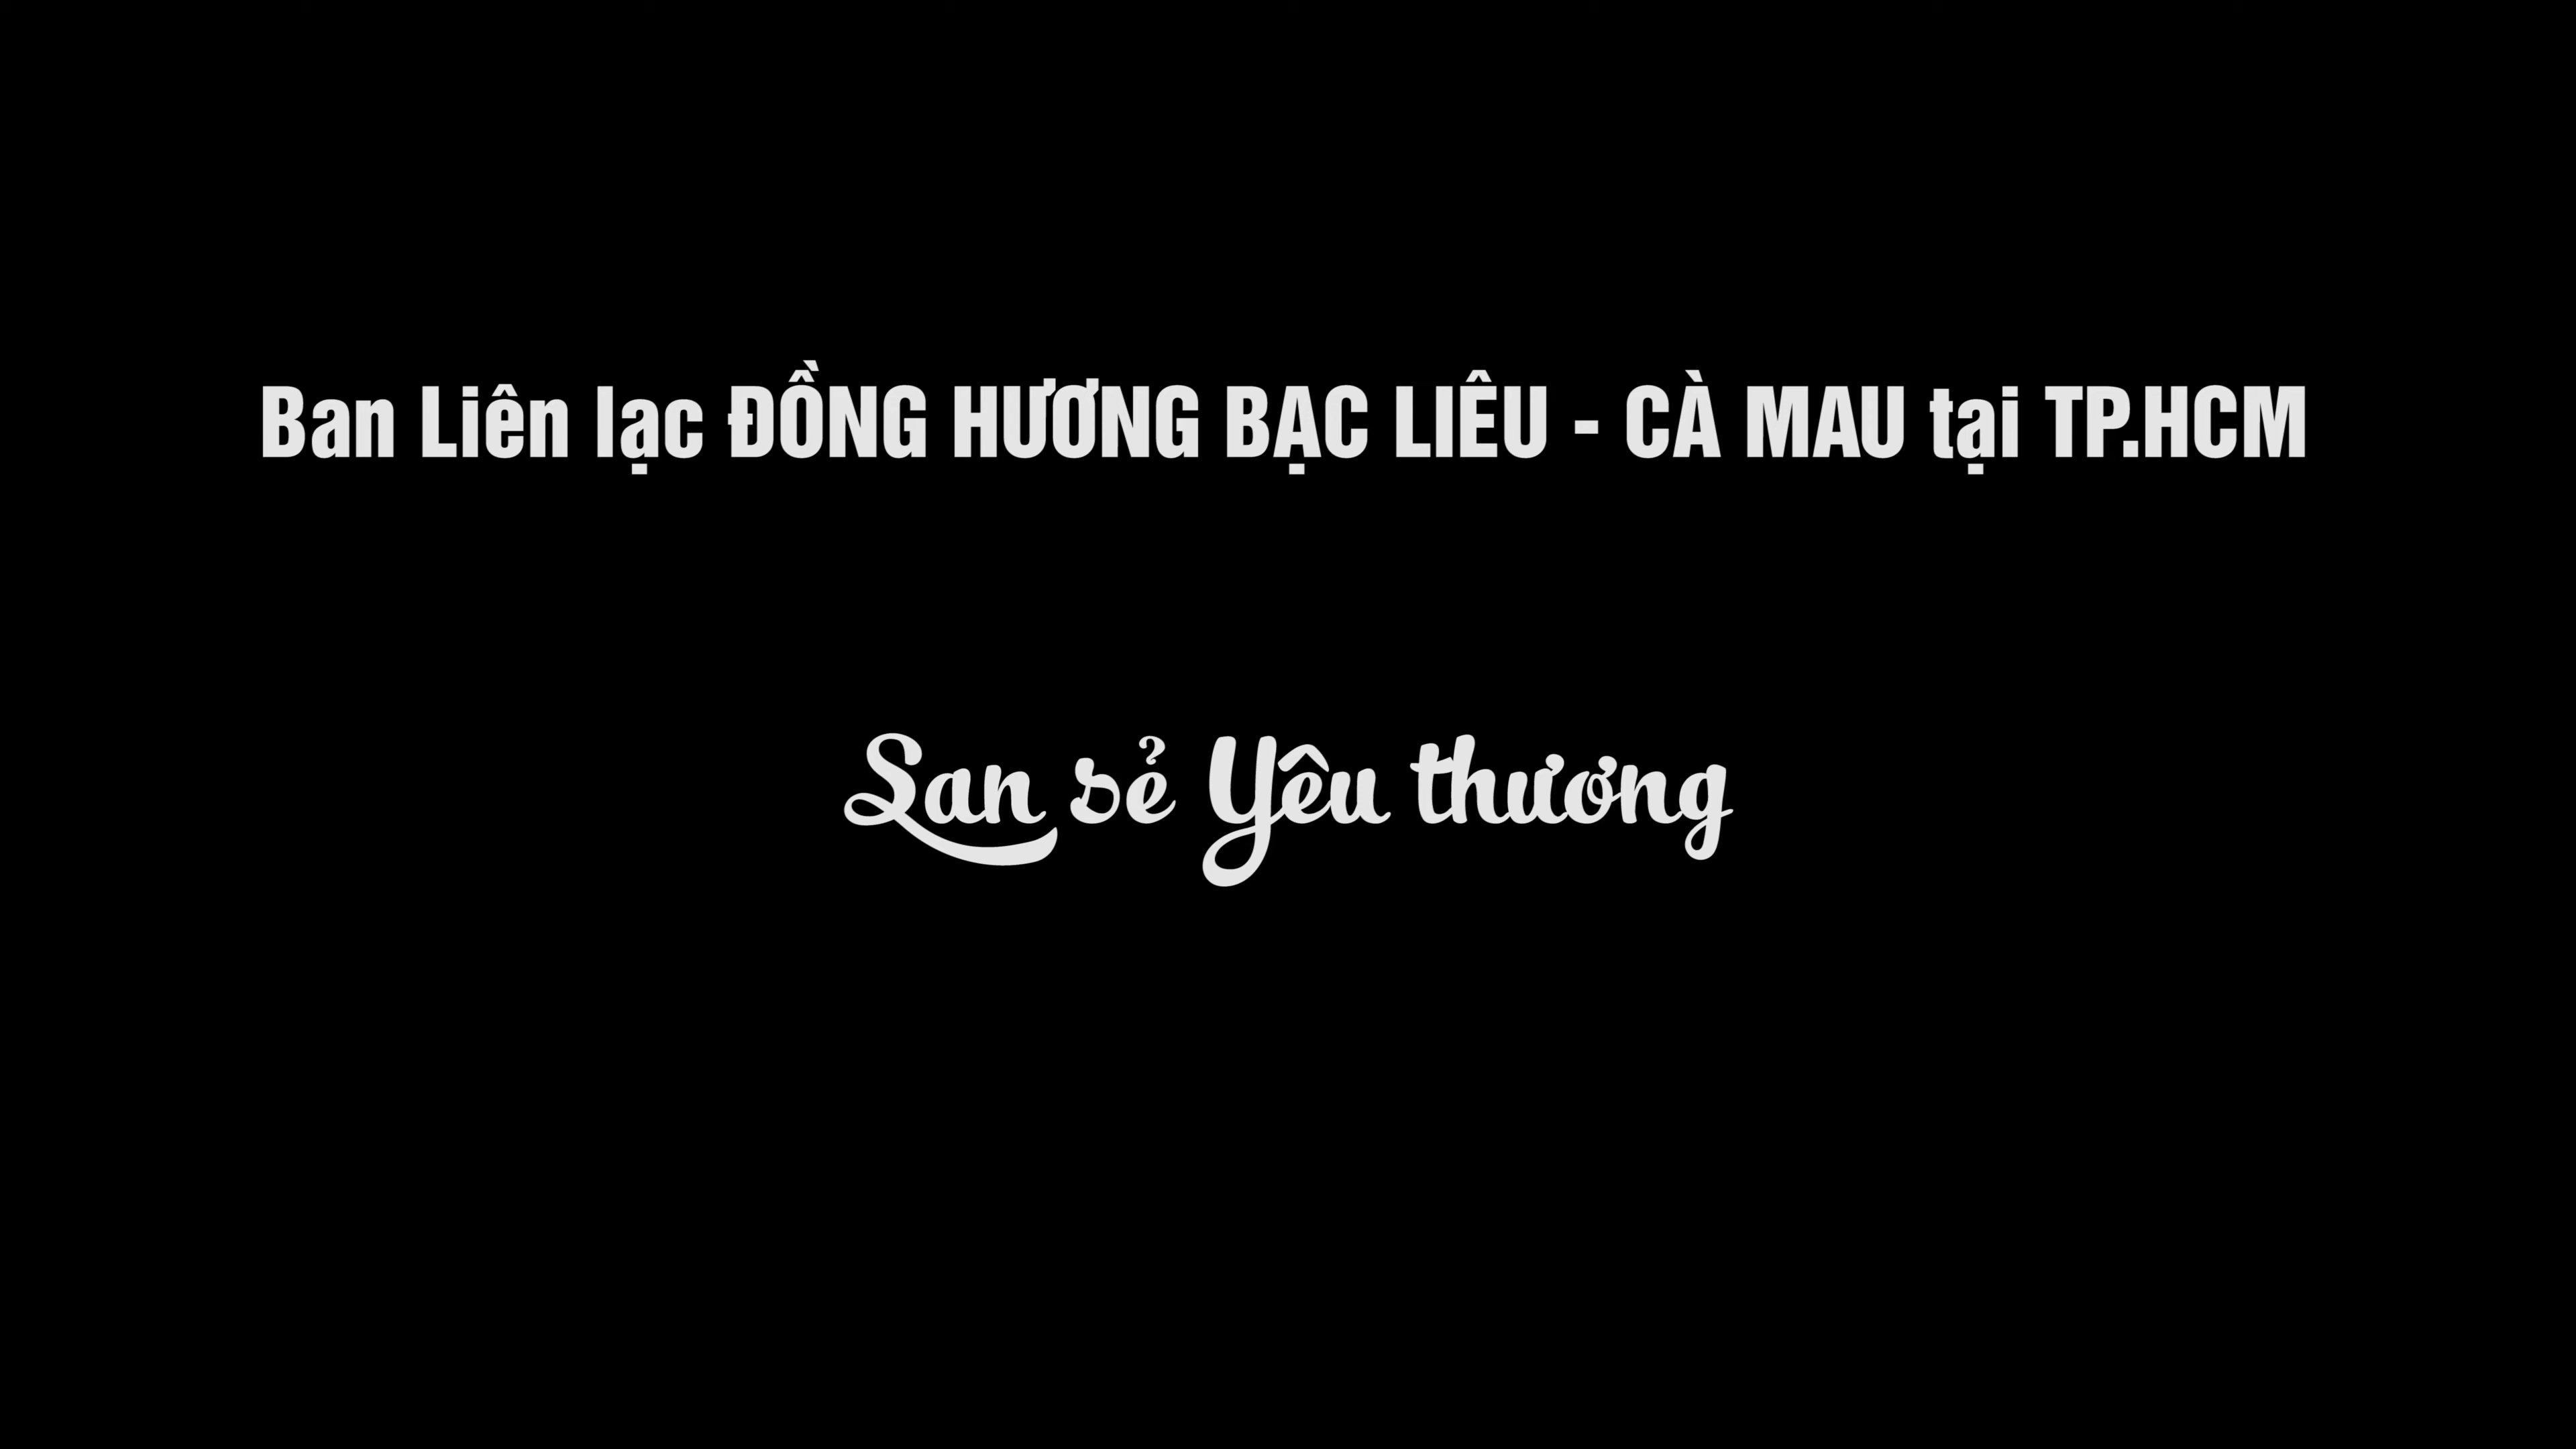 Ban Liên lạc ĐỒNG HƯƠNG BẠC LIÊU - CÀ MAU tại TP.HCM
San sẻ Yêu thương